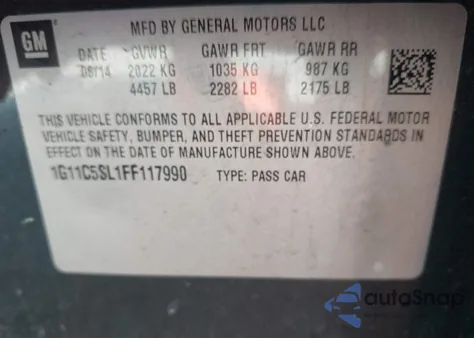 GM
MFD BY GENERAL MOTORS LLC
DATE GVWR GAWR FRT GAWR RR
08/14 2022 KG 1035 KG 987 KG
4457 LB 2282 LB 2175 LB
THIS VEHICLE CONFORMS TO ALL APPLICABLE U.S. FEDERAL MOTOR
VEHICLE SAFETY, BUMPER, AND THEFT PREVENTION STANDARDS IN
EFFECT ON THE DATE OF MANUFACTURE SHOWN ABOVE.
1G11C5SL1FF117990 TYPE: PASS CAR
autoSnap